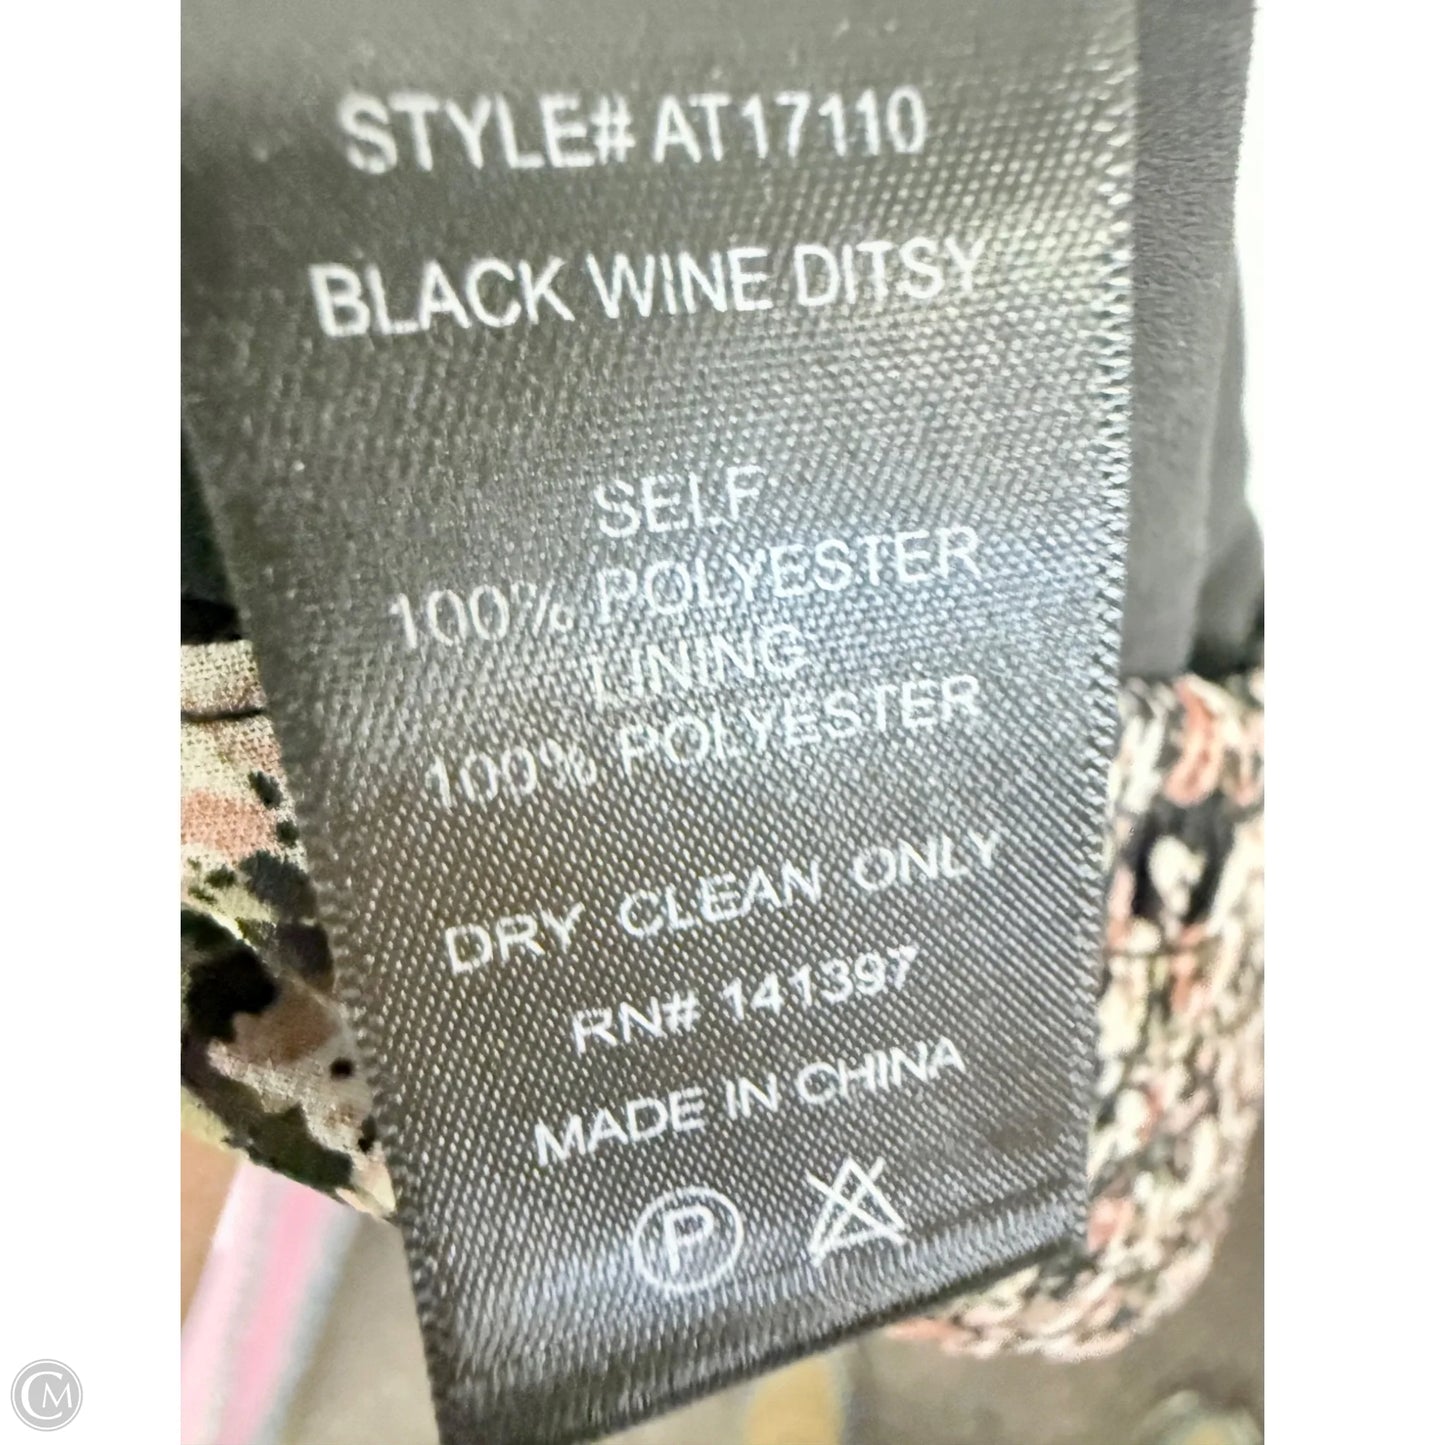 STYLE# AT17110
BLACK WINE DITSY
SELF
100% POLYESTER
LINING
100% POLYESTER
DRY CLEAN ONLY
RN# 141397
MADE IN CHINA
P
CM